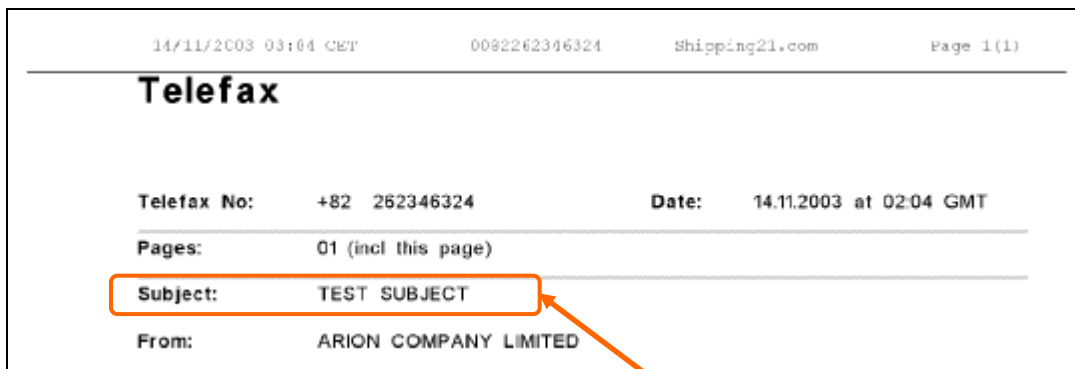 14/11/2003 03:04 CET 0082262346324 Shipping21.com Page 1(1)
Telefax
Telefax No: +82 262346324 Date: 14.11.2003 at 02:04 GMT
Pages: 01 (incl this page)
Subject: TEST SUBJECT
From: ARION COMPANY LIMITED